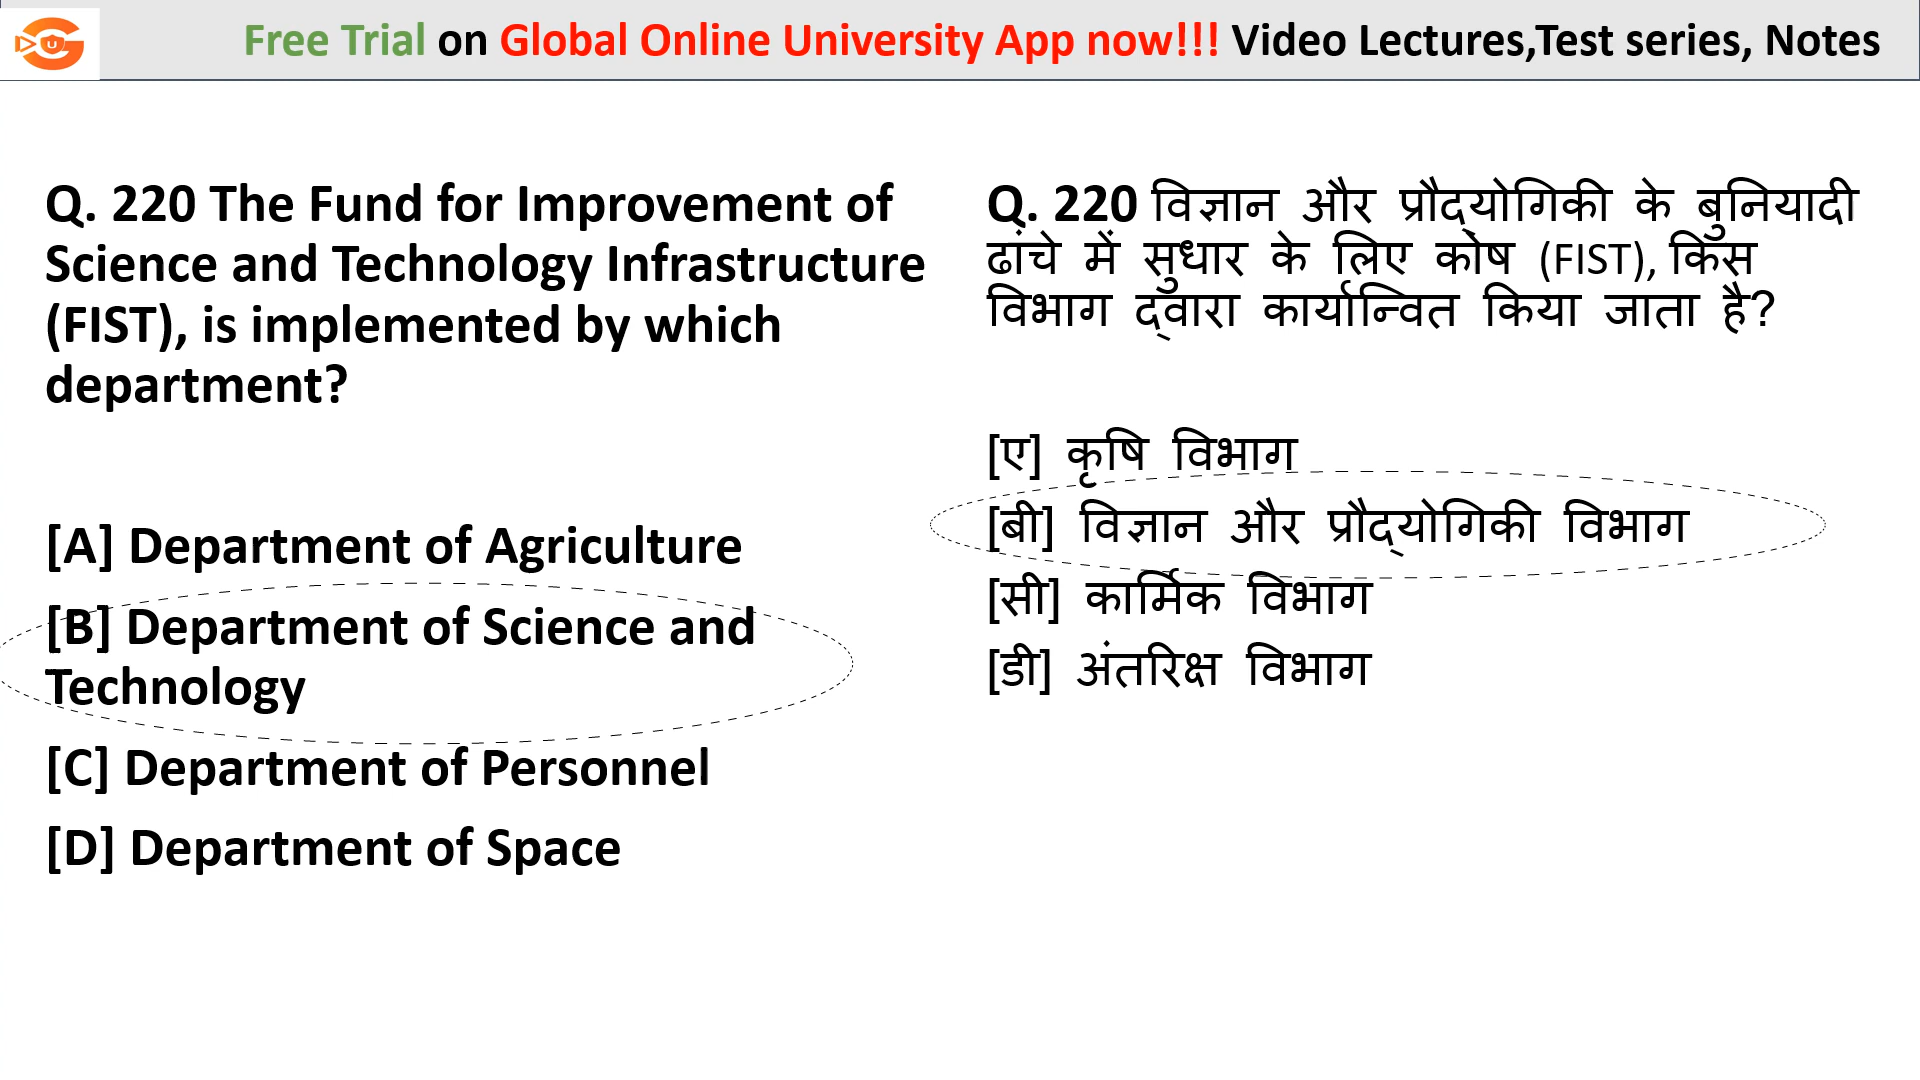 Free Trial on Global Online University App now!!! Video Lectures,Test series, Notes
U
Q. 220 The Fund for Improvement of
Science and Technology Infrastructure
(FIST), is implemented by which
department?
[A] Department of Agriculture
[B] Department of Science and
Technology
[C] Department of Personnel
[D] Department of Space
Q. 220 विज्ञान और प्रौद्योगिकी के बुनियादी
ढांचे में सुधार के लिए कोष (FIST), किस
विभाग द्वारा कार्यान्वित किया जाता है?
[ए] कृषि विभाग
[बी] विज्ञान और प्रौद्योगिकी विभाग
[सी] कार्मिक विभाग
[डी] अंतरिक्ष विभाग